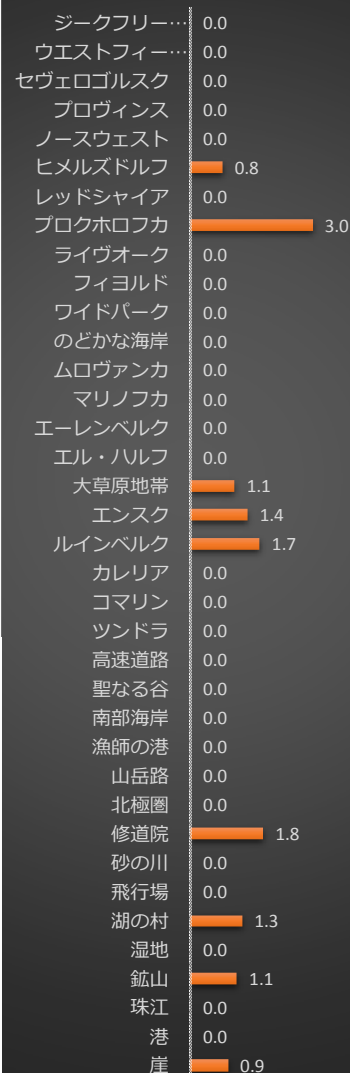 ジークフリー… 0.0
ウエストフィー… 0.0
セヴェロゴルスク 0.0
プロヴィンス 0.0
ノースウェスト 0.0
ヒメルズドルフ 0.8
レッドシャイア 0.0
プロクホロフカ 3.0
ライヴオーク 0.0
フィヨルド 0.0
ワイドパーク 0.0
のどかな海岸 0.0
ムロヴァンカ 0.0
マリノフカ 0.0
エーレンベルク 0.0
エル・ハルフ 0.0
大草原地帯 1.1
エンスク 1.4
ルインベルク 1.7
カレリア 0.0
コマリン 0.0
ツンドラ 0.0
高速道路 0.0
聖なる谷 0.0
南部海岸 0.0
漁師の港 0.0
山岳路 0.0
北極圏 0.0
修道院 1.8
砂の川 0.0
飛行場 0.0
湖の村 1.3
湿地 0.0
鉱山 1.1
珠江 0.0
港 0.0
崖 0.9